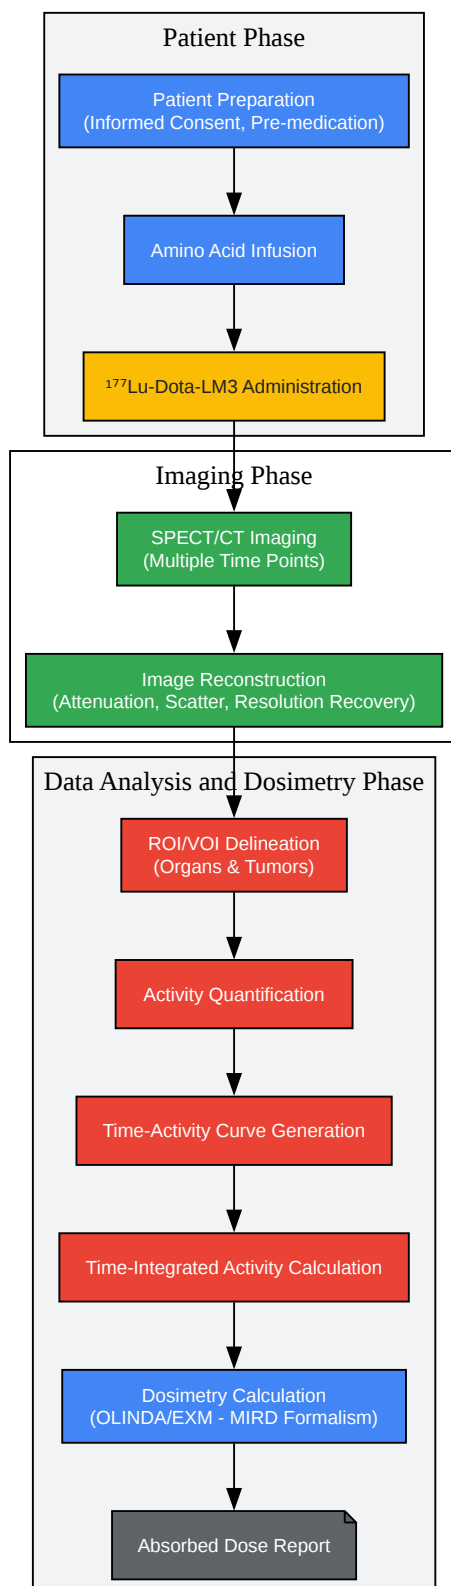 Patient Phase
Patient Preparation
(Informed Consent, Pre-medication)
Amino Acid Infusion
¹⁷⁷Lu-Dota-LM3 Administration
Imaging Phase
SPECT/CT Imaging
(Multiple Time Points)
Image Reconstruction
(Attenuation, Scatter, Resolution Recovery)
Data Analysis and Dosimetry Phase
ROI/VOI Delineation
(Organs & Tumors)
Activity Quantification
Time-Activity Curve Generation
Time-Integrated Activity Calculation
Dosimetry Calculation
(OLINDA/EXM - MIRD Formalism)
Absorbed Dose Report